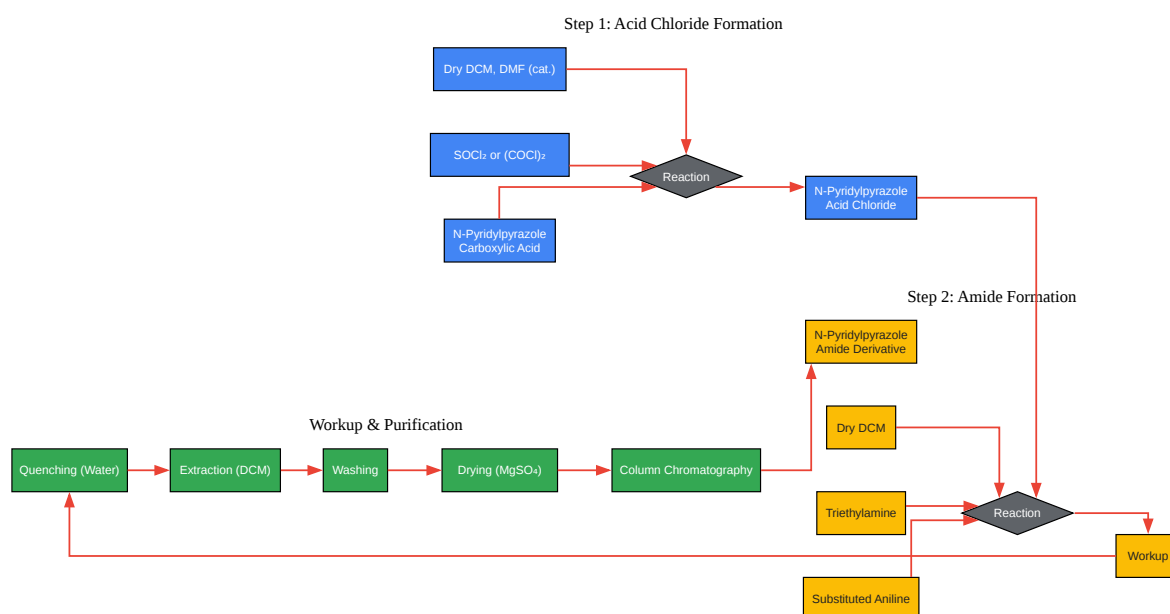 Step 1: Acid Chloride Formation
Dry DCM, DMF (cat.)
SOCl₂ or (COCl)₂
Reaction
N-Pyridylpyrazole
Carboxylic Acid
N-Pyridylpyrazole
Acid Chloride
Step 2: Amide Formation
N-Pyridylpyrazole
Amide Derivative
Dry DCM
Workup & Purification
Quenching (Water)
Extraction (DCM)
Washing
Drying (MgSO₄)
Column Chromatography
Triethylamine
Reaction
Workup
Substituted Aniline